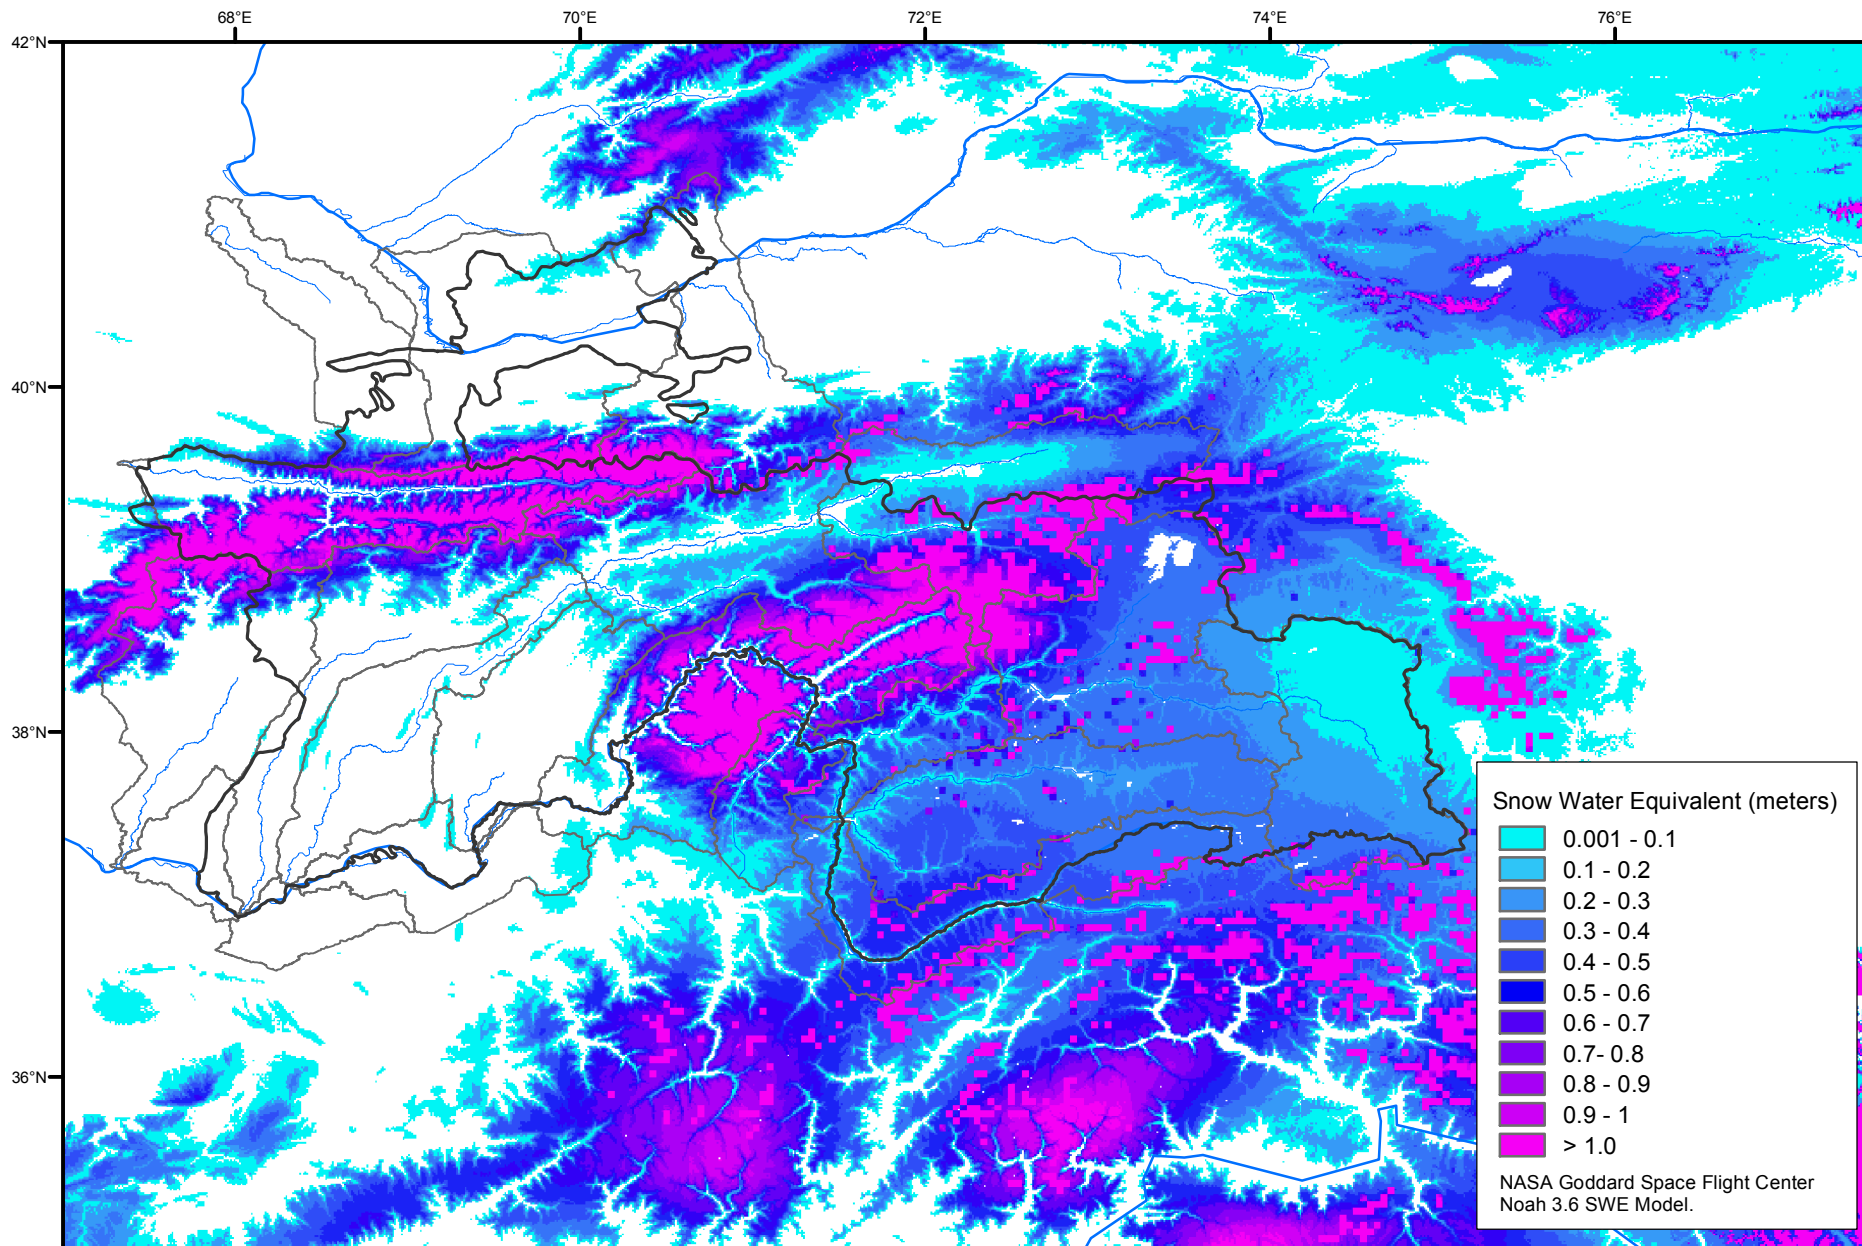 68°E 70°E 72°E 74°E 76°E
42°N
40°N
38°N
36°N
Snow Water Equivalent (meters)
0.001 - 0.1
0.1 - 0.2
0.2 - 0.3
0.3 - 0.4
0.4 - 0.5
0.5 - 0.6
0.6 - 0.7
0.7- 0.8
0.8 - 0.9
0.9 - 1
> 1.0
NASA Goddard Space Flight Center
Noah 3.6 SWE Model.